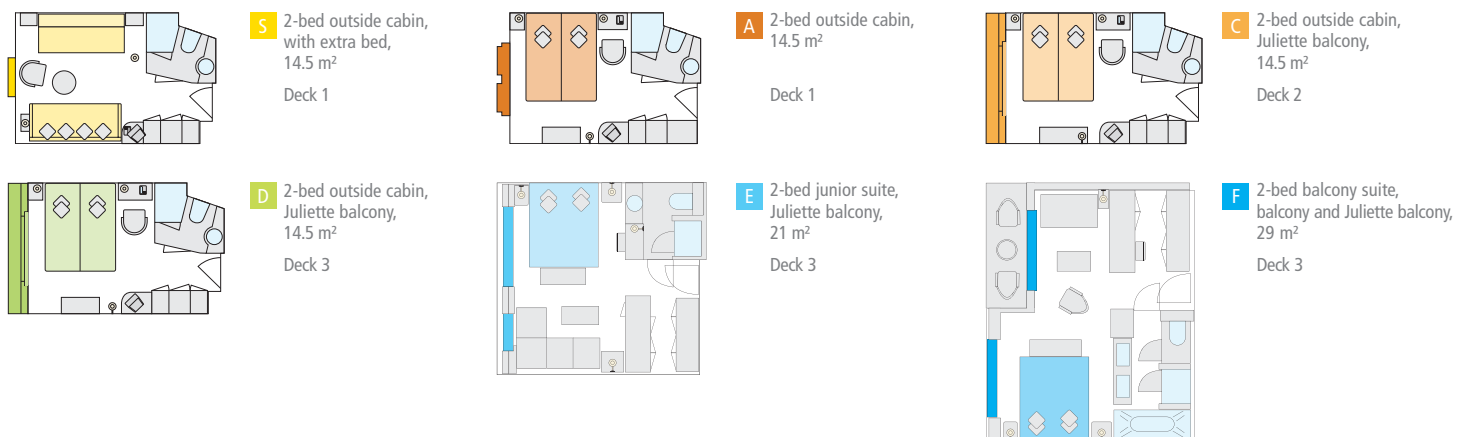 S
2-bed outside cabin,
with extra bed,
14.5 m²
Deck 1
A
2-bed outside cabin,
14.5 m²
Deck 1
C
2-bed outside cabin,
Juliette balcony,
14.5 m²
Deck 2
D
2-bed outside cabin,
Juliette balcony,
14.5 m²
Deck 3
E
2-bed junior suite,
Juliette balcony,
21 m²
Deck 3
F
2-bed balcony suite,
balcony and Juliette balcony,
29 m²
Deck 3